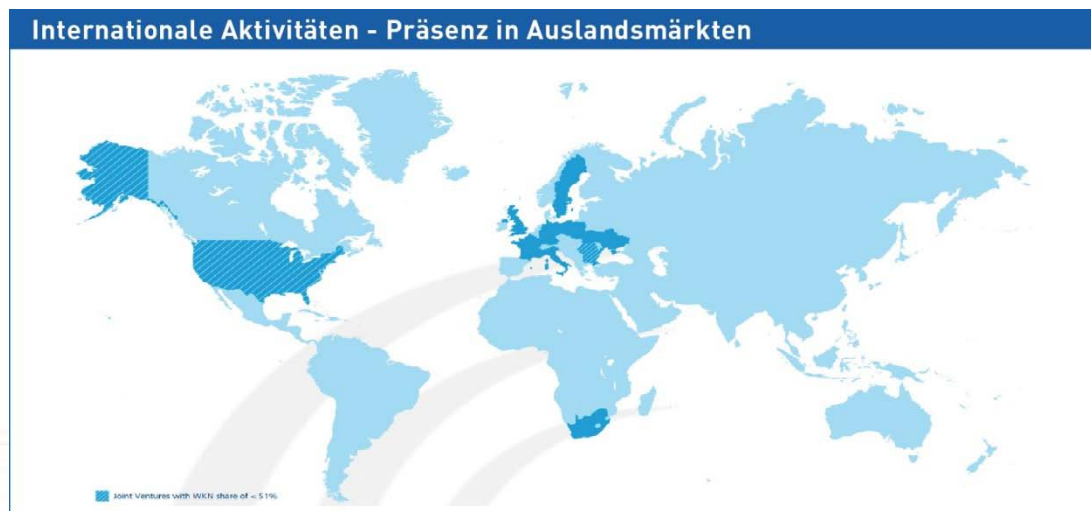 Internationale Aktivitäten - Präsenz in Auslandsmärkten
Joint Ventures with WKN share of < 51%